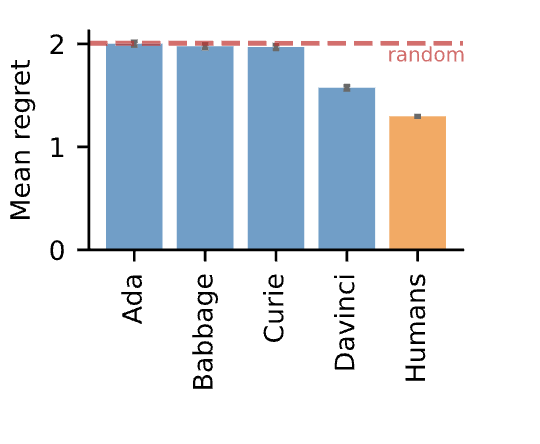 Mean regret
2
1
0
random
Ada
Babbage
Curie
Davinci
Humans